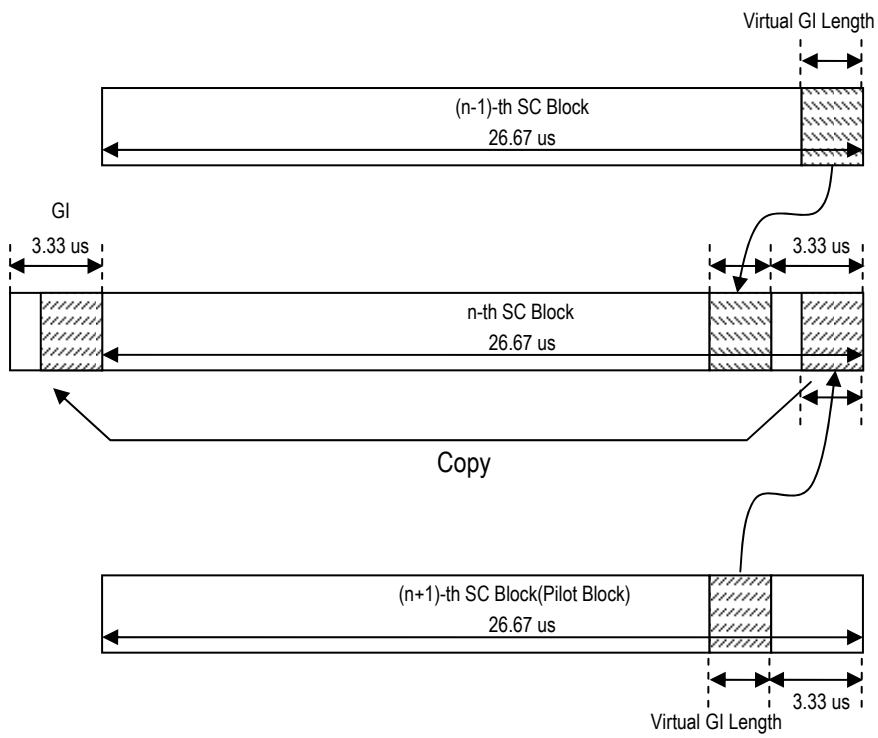 Virtual GI Length
(n-1)-th SC Block
26.67 us
GI
3.33 us
3.33 us
n-th SC Block
26.67 us
Copy
(n+1)-th SC Block(Pilot Block)
26.67 us
3.33 us
Virtual GI Length